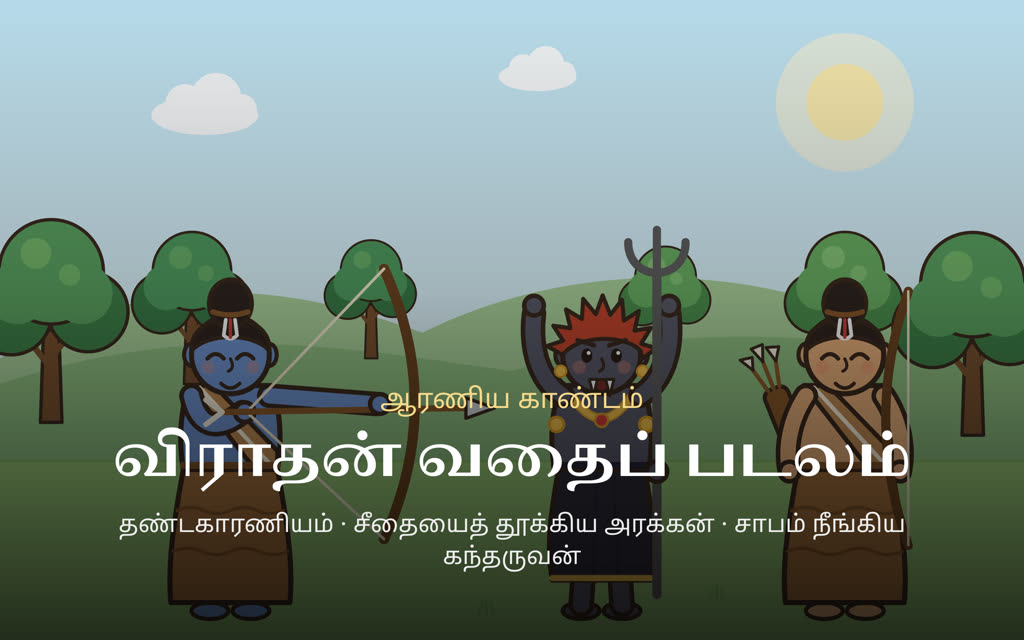 ஆரணிய காண்டம்
விராதன் வதைப் படலம்
தண்டகாரணியம் · சீதையைத் தூக்கிய அரக்கன் · சாபம் நீங்கிய
கந்தருவன்